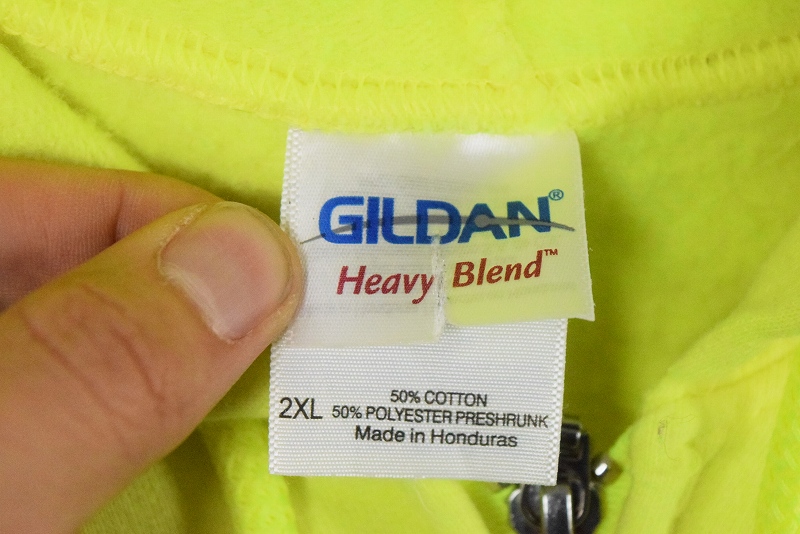 GILDAN®
Heavy Blend™
2XL
50% COTTON
50% POLYESTER PRESHRUNK
Made in Honduras